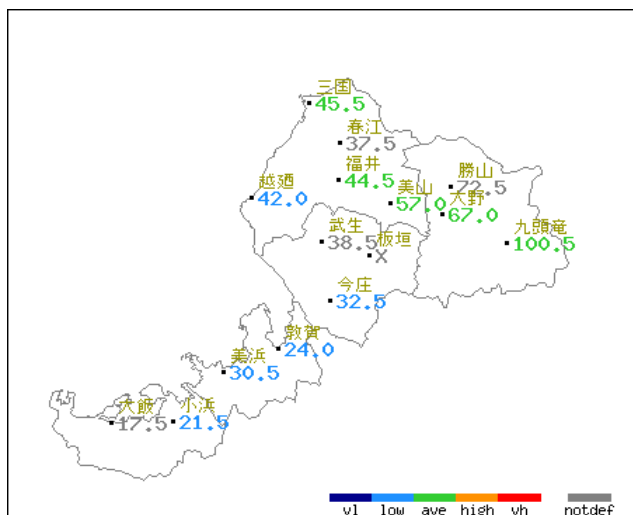 三国
45.5
春江
37.5
福井
44.5
勝山
72.5
越廼
42.0
美山
57.0
大野
67.0
九頭竜
100.5
武生
38.5
板垣
X
今庄
32.5
敦賀
24.0
美浜
30.5
大飯
17.5
小浜
21.5
vl low ave high vh notdef